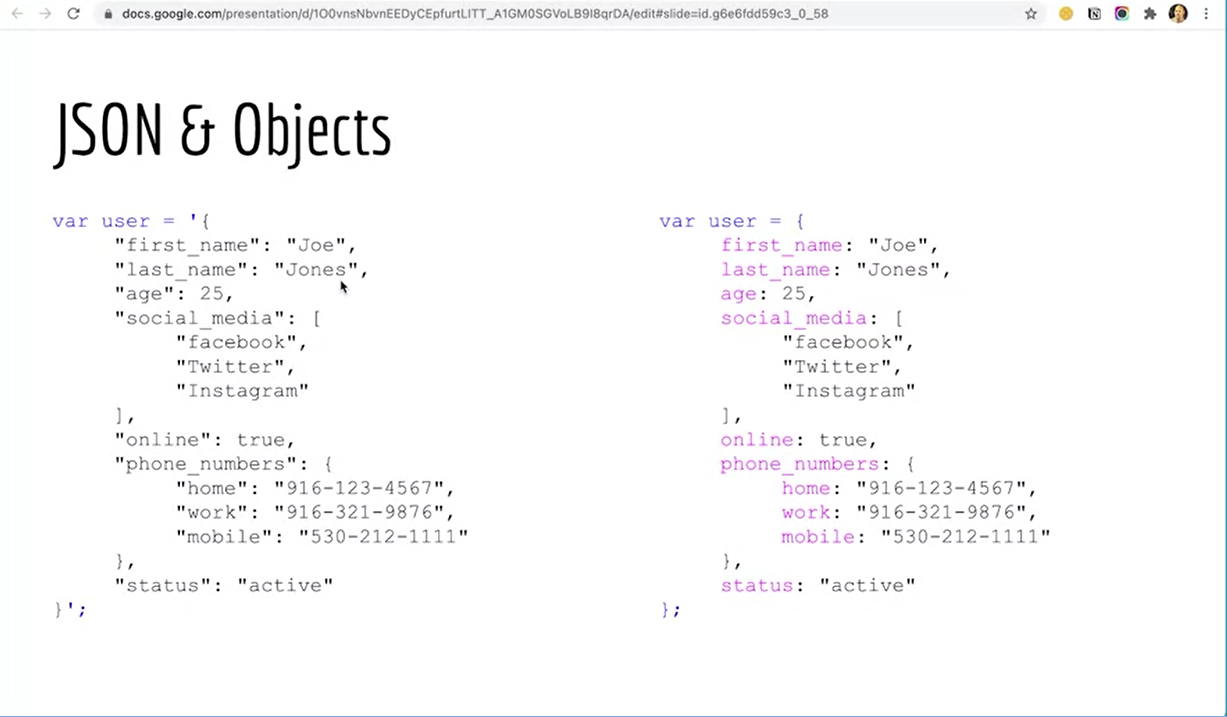 docs.google.com/presentation/d/1O0vnsNbvnEEDyCEpfurtLITT_A1GM0SGVoLB9I8qrDA/edit#slide=id.g6e6fdd59c3_0_58
JSON & Objects
var user = '{
"first_name": "Joe",
"last_name": "Jones",
"age": 25,
"social_media": [
"facebook",
"Twitter",
"Instagram"
],
"online": true,
"phone_numbers": {
"home": "916-123-4567",
"work": "916-321-9876",
"mobile": "530-212-1111"
},
"status": "active"
}';
var user = {
first_name: "Joe",
last_name: "Jones",
age: 25,
social_media: [
"facebook",
"Twitter",
"Instagram"
],
online: true,
phone_numbers: {
home: "916-123-4567",
work: "916-321-9876",
mobile: "530-212-1111"
},
status: "active"
};